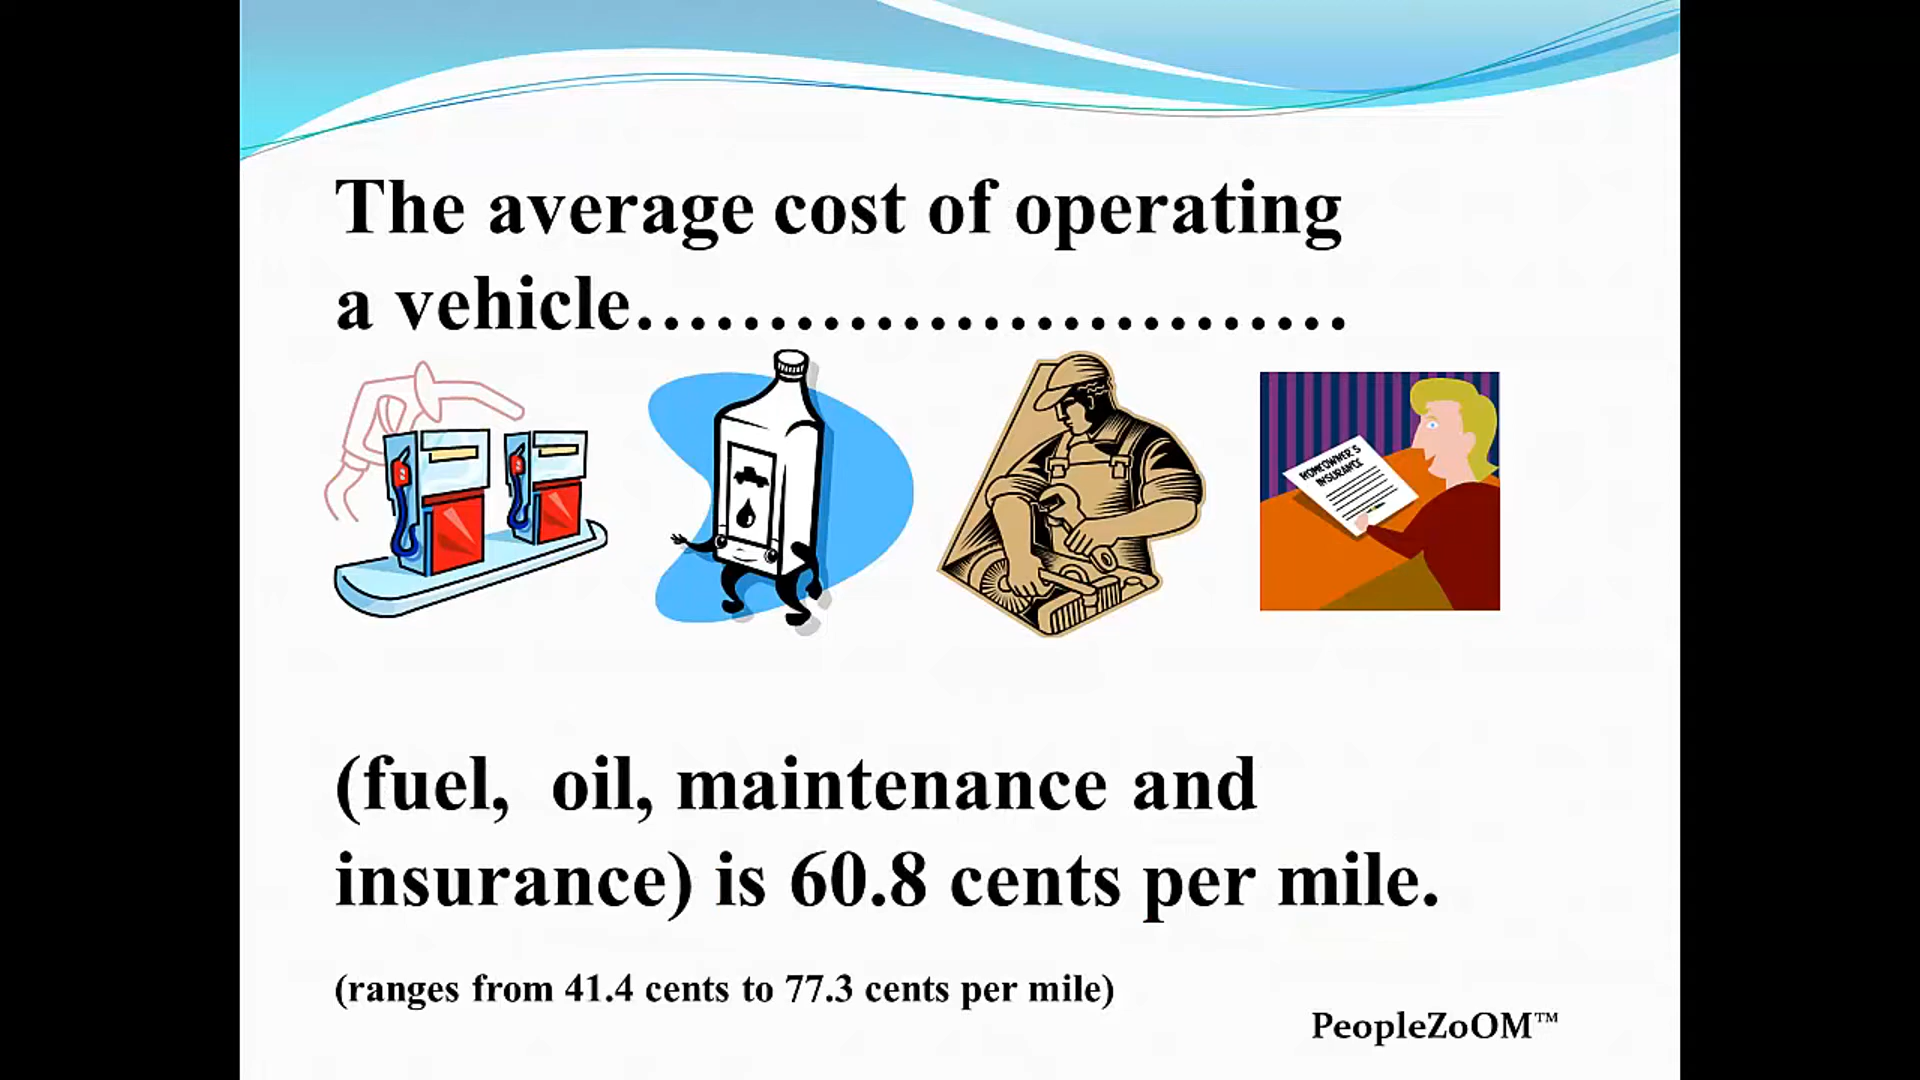 The average cost of operating
a vehicle...........................
HOMEOWNER'S
INSURANCE
(fuel,  oil, maintenance and
insurance) is 60.8 cents per mile.
(ranges from 41.4 cents to 77.3 cents per mile)
PeopleZoOM™